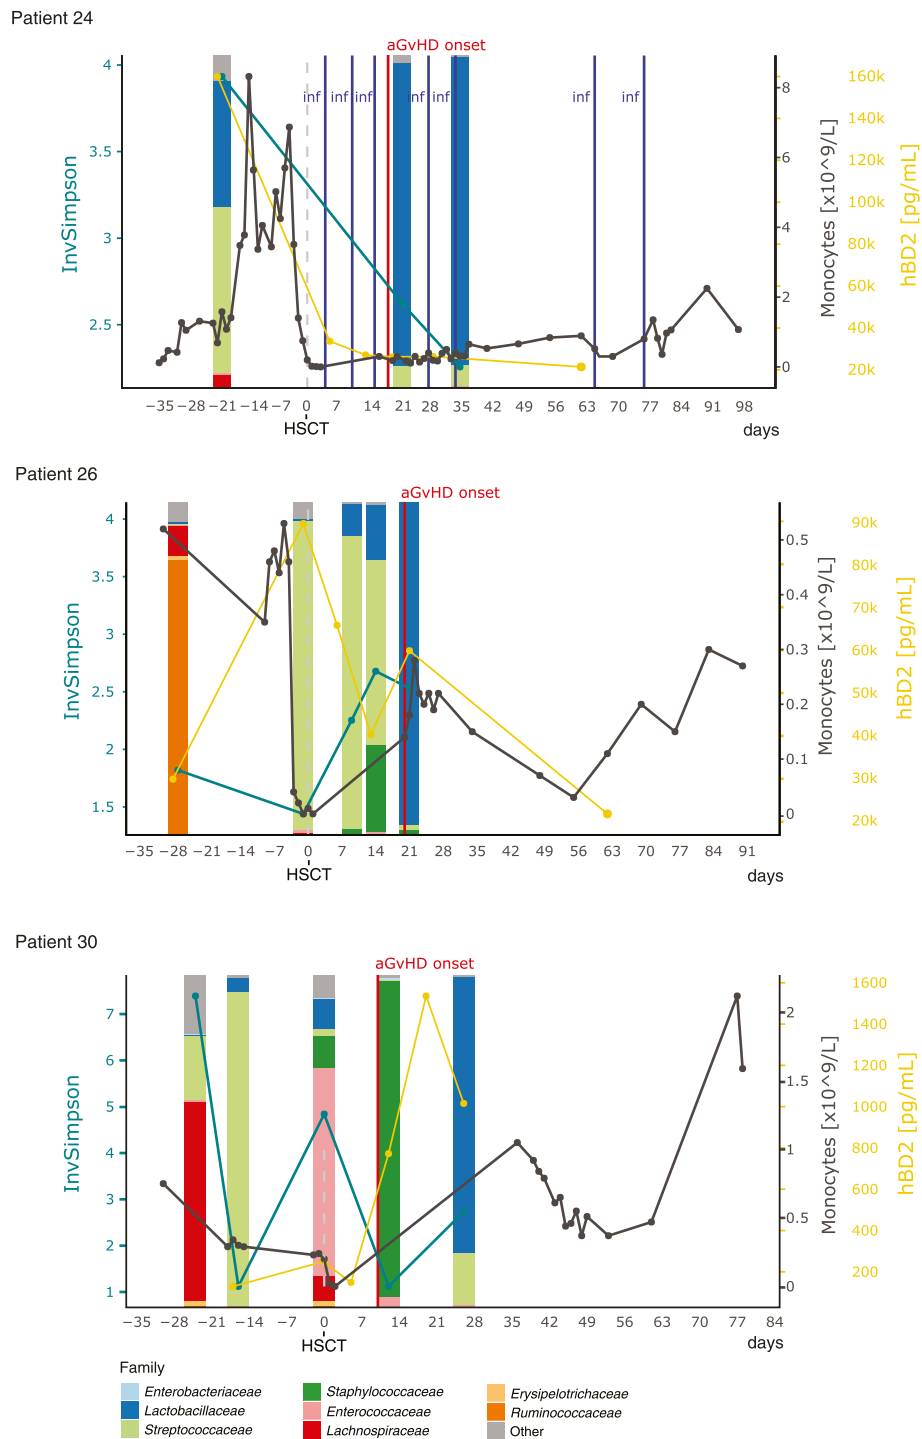 Patient 24
aGvHD onset
inf inf inf inf inf inf inf
InvSimpson
4
3.5
3
2.5
Monocytes [x10^9/L]
8
6
4
2
0
hBD2 [pg/mL]
160k
140k
120k
100k
80k
60k
40k
20k
−35 −28 −21 −14 −7 0 7 14 21 28 35 42 49 56 63 70 77 84 91 98
HSCT
days
Patient 26
aGvHD onset
InvSimpson
4
3.5
3
2.5
2
1.5
Monocytes [x10^9/L]
0.5
0.4
0.3
0.2
0.1
0
hBD2 [pg/mL]
90k
80k
70k
60k
50k
40k
30k
20k
−35 −28 −21 −14 −7 0 7 14 21 28 35 42 49 56 63 70 77 84 91
HSCT
days
Patient 30
aGvHD onset
InvSimpson
7
6
5
4
3
2
1
Monocytes [x10^9/L]
2
1.5
1
0.5
0
hBD2 [pg/mL]
1600
1400
1200
1000
800
600
400
200
−35 −28 −21 −14 −7 0 7 14 21 28 35 42 49 56 63 70 77 84
HSCT
days
Family
Enterobacteriaceae
Lactobacillaceae
Streptococcaceae
Staphylococcaceae
Enterococcaceae
Lachnospiraceae
Erysipelotrichaceae
Ruminococcaceae
Other